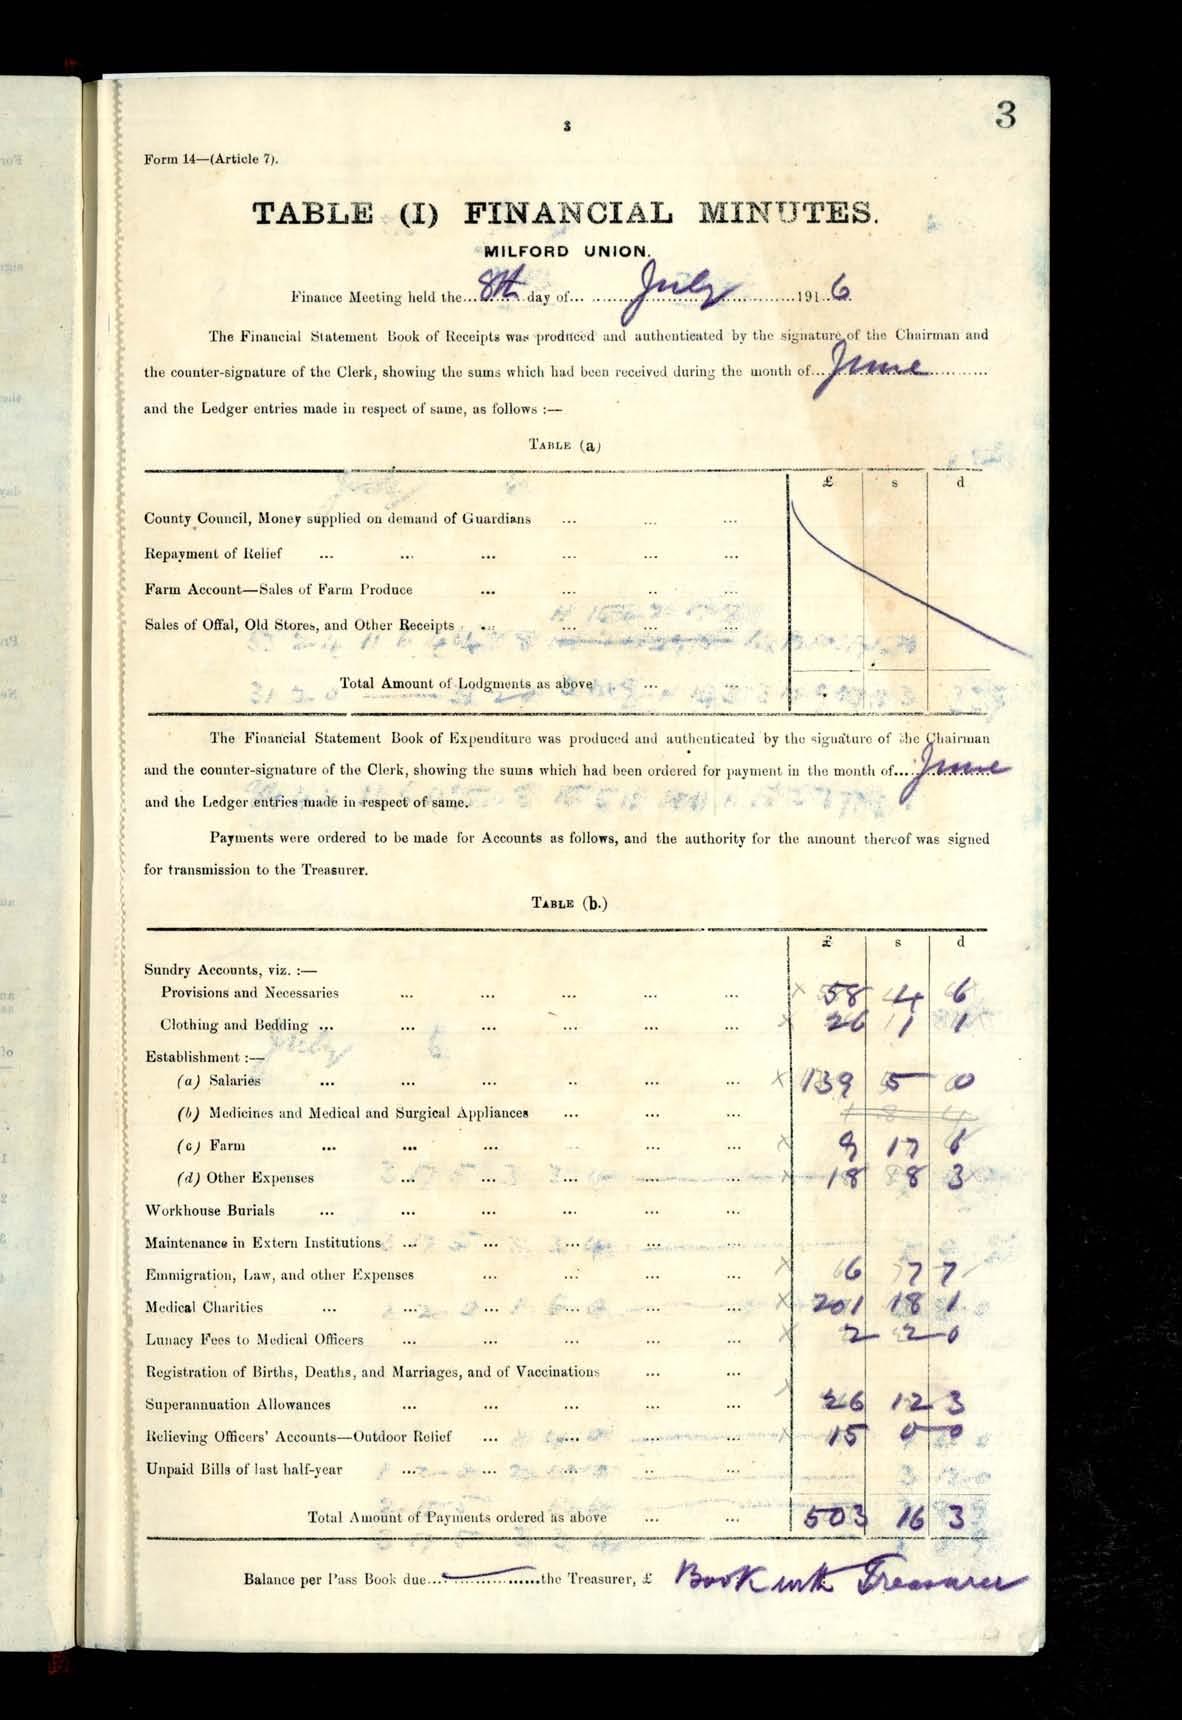 3
3
Form 14—(Article 7).
TABLE (I) FINANCIAL MINUTES.
MILFORD UNION.
Finance Meeting held the...8th day of... July 1916
The Financial Statement Book of Receipts was produced and authenticated by the signature of the Chairman and
the counter-signature of the Clerk, showing the sums which had been received during the month of... June
and the Ledger entries made in respect of same, as follows :—
TABLE (a)
£ s d
County Council, Money supplied on demand of Guardians ... ... ...
Repayment of Relief ... ... ... ... ... ...
Farm Account—Sales of Farm Produce ... ... .. ...
Sales of Offal, Old Stores, and Other Receipts ... ... ... ...
Total Amount of Lodgments as above ... ...
The Financial Statement Book of Expenditure was produced and authenticated by the signature of the Chairman
and the counter-signature of the Clerk, showing the sums which had been ordered for payment in the month of... June
and the Ledger entries made in respect of same.
Payments were ordered to be made for Accounts as follows, and the authority for the amount thereof was signed
for transmission to the Treasurer.
TABLE (b.)
£ s d
Sundry Accounts, viz. :—
Provisions and Necessaries ... ... ... ... ... 58 4 6
Clothing and Bedding ... ... ... ... ... ... 26 1 1
Establishment :—
(a) Salaries ... ... ... .. ... ... 139 5 0
(b) Medicines and Medical and Surgical Appliances ... ... ...
(c) Farm ... ... ... ... ... ... 9 17 6
(d) Other Expenses ... ... ... ... ... 18 8 3
Workhouse Burials ... ... ... ... ... ...
Maintenance in Extern Institutions ... ... ... ... ...
Emmigration, Law, and other Expenses ... ... ... ... 6 7 7
Medical Charities ... ... ... ... ... ... 201 18 1
Lunacy Fees to Medical Officers ... ... ... ... ... 2 2 0
Registration of Births, Deaths, and Marriages, and of Vaccinations ... ...
Superannuation Allowances ... ... ... ... ... 26 12 3
Relieving Officers' Accounts—Outdoor Relief ... ... ... ... 15 0 0
Unpaid Bills of last half-year ... ... ... .. ...
Total Amount of Payments ordered as above ... ... 503 16 3
Balance per Pass Book due... ......the Treasurer, £ Book with Treasurer